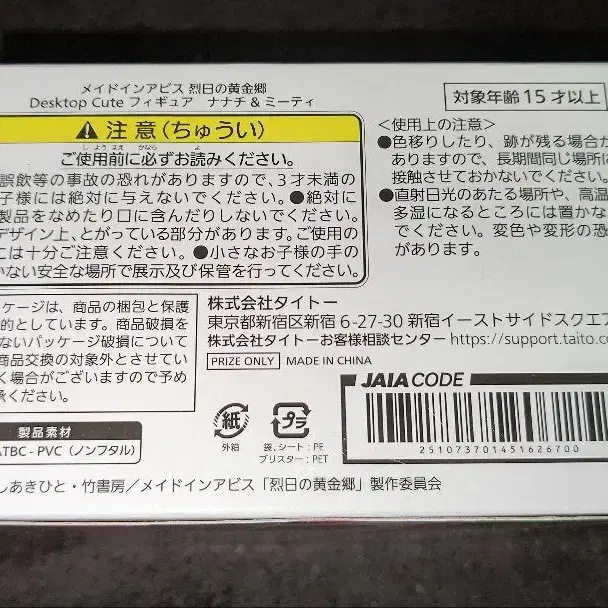 メイドインアビス 烈日の黄金郷
Desktop Cute フィギュア　ナナチ & ミーティ
対象年齢15才以上
注意(ちゅうい)
ご使用前に必ずお読みください。
誤飲等の事故の恐れがありますので、3才未満の
子様には絶対に与えないでください。●絶対に
製品をなめたり口に含んだりしないでください。
デザイン上、とがっている部分があります。ご使用の
には十分ご注意ください。●小さなお子様の手の
かない安全な場所で展示及び保管を行ってください。
<使用上の注意>
●色移りしたり、跡が残る場合が
ありますので、長期間同じ場所に
接触させておかないでください。
●直射日光のあたる場所や、高温
多湿になるところには置かな
でください。変色や変形の恐
があります。
ケージは、商品の梱包と保護
的としています。商品破損を
ないパッケージ破損について
商品交換の対象外とさせてい
く場合がございますので予め
承ください。
株式会社タイトー
東京都新宿区新宿 6-27-30 新宿イーストサイドスクエア
株式会社タイトーお客様相談センター https://support.taito.co
PRIZE ONLY MADE IN CHINA
JAIA CODE
251073701451626700
紙
外箱
プラ
袋、シート : PE
ブリスター : PET
製品素材
ATBC - PVC (ノンフタル)
しあきひと・竹書房/メイドインアビス「烈日の黄金郷」製作委員会